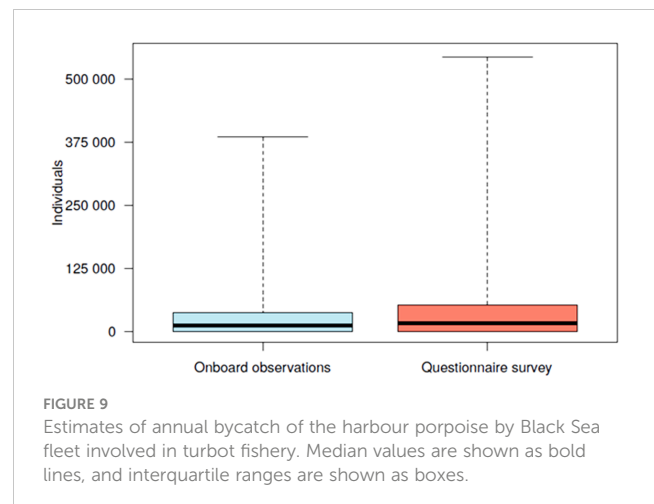 500 000
375 000
250 000
125 000
0
Individuals
Onboard observations Questionnaire survey
FIGURE 9
Estimates of annual bycatch of the harbour porpoise by Black Sea
fleet involved in turbot fishery. Median values are shown as bold
lines, and interquartile ranges are shown as boxes.